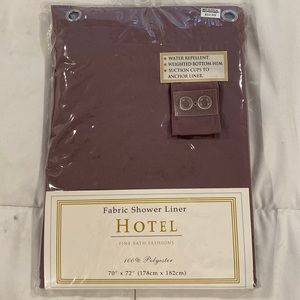 • WATER REPELLENT.
• WEIGHTED BOTTOM HEM.
• SUCTION CUPS TO
ANCHOR LINER.
Fabric Shower Liner
HOTEL
FINE BATH FASHIONS
100% Polyester
70" x 72" (178cm x 182cm)